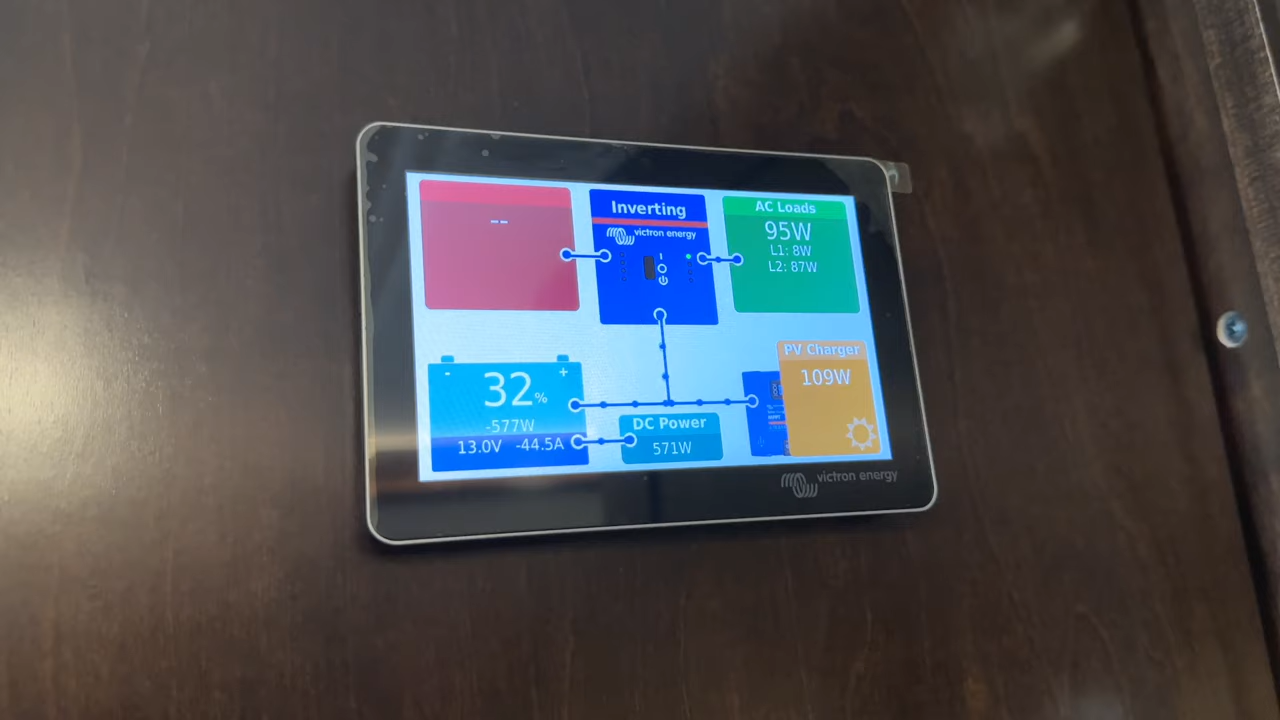 --
Inverting
victron energy
AC Loads
95W
L1: 8W
L2: 87W
- +
32%
-577W
13.0V -44.5A
DC Power
571W
PV Charger
109W
victron energy